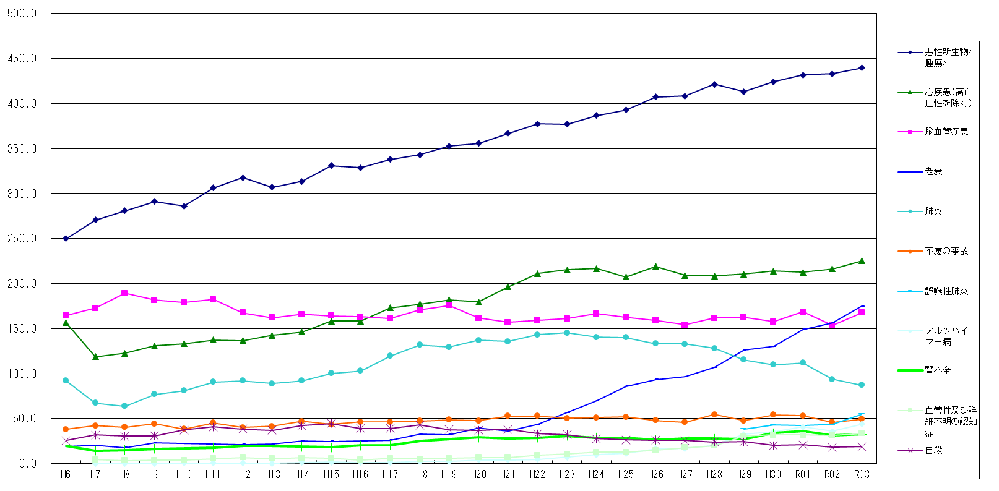 500.0
450.0
400.0
350.0
300.0
250.0
200.0
150.0
100.0
50.0
0.0
H6 H7 H8 H9 H10 H11 H12 H13 H14 H15 H16 H17 H18 H19 H20 H21 H22 H23 H24 H25 H26 H27 H28 H29 H30 R01 R02 R03
悪性新生物<
腫瘍>
心疾患(高血
圧性を除く)
脳血管疾患
老衰
肺炎
不慮の事故
誤嚥性肺炎
アルツハイ
マー病
腎不全
血管性及び詳
細不明の認知
症
自殺